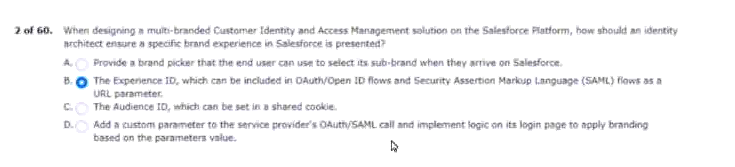 2 of 60. When designing a multi-branded Customer Identity and Access Management solution on the Salesforce Platform, how should an identity
architect ensure a specific brand experience in Salesforce is presented?
A. Provide a brand picker that the end user can use to select its sub-brand when they arrive on Salesforce.
B. The Experience ID, which can be included in OAuth/Open ID flows and Security Assertion Markup Language (SAML) flows as a
URL parameter.
C. The Audience ID, which can be set in a shared cookie.
D. Add a custom parameter to the service provider's OAuth/SAML call and implement logic on its login page to apply branding
based on the parameters value.